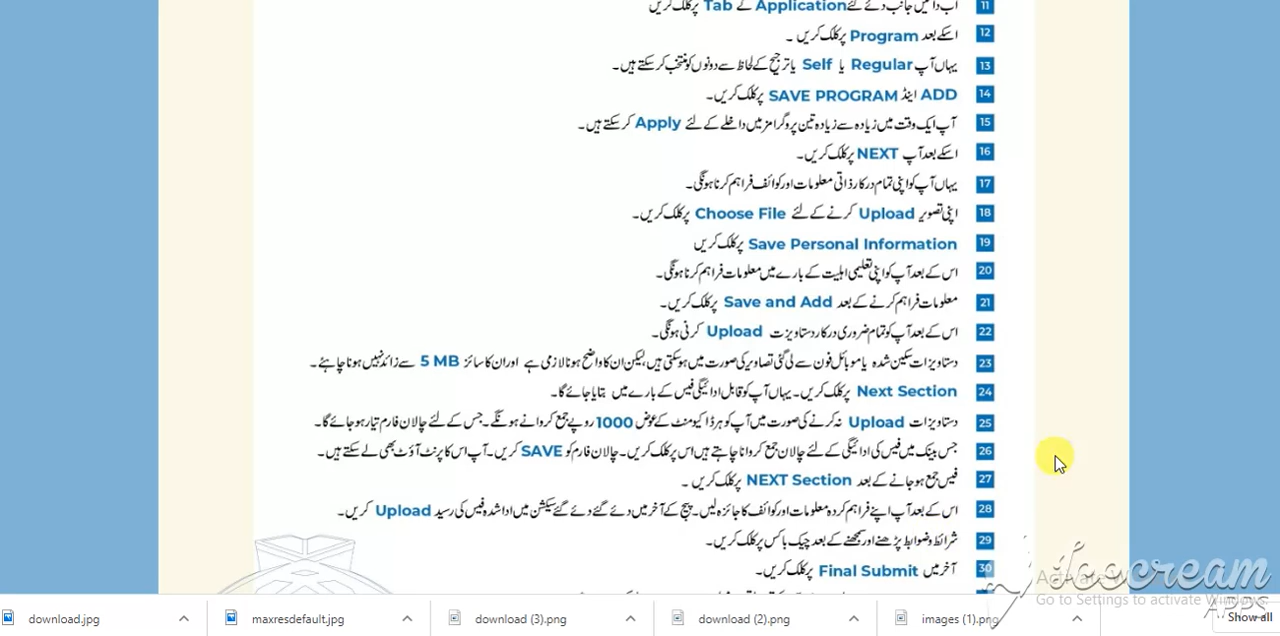 11 اب دائیں جانب دئے گئے Application کے Tab پر کلک کریں
12 اسکے بعد Program پر کلک کریں ۔
13 یہاں آپ Regular یا Self یا ترجیح کے لحاظ سے دونوں کو منتخب کر سکتے ہیں۔
14 ADD اینڈ SAVE PROGRAM پر کلک کریں۔
15 آپ ایک وقت میں زیادہ سے زیادہ تین پروگرامز میں داخلے کے لئے Apply کر سکتے ہیں۔
16 اسکے بعد آپ NEXT پر کلک کریں۔
17 یہاں آپ کو اپنی تمام درکار ذاتی معلومات اور کوائف فراہم کرنا ہونگی۔
18 اپنی تصویر Upload کرنے کے لئے Choose File پر کلک کریں۔
19 Save Personal Information پر کلک کریں
20 اس کے بعد آپ کو اپنی تعلیمی اہلیت کے بارے میں معلومات فراہم کرنا ہونگی۔
21 معلومات فراہم کرنے کے بعد Save and Add پر کلک کریں۔
22 اس کے بعد آپ کو تمام ضروری درکار دستاویزت Upload کرنی ہونگی۔
23 دستاویزات سکین شدہ یا موبائل فون سے لی گئی تصاویر کی صورت میں ہو سکتی ہیں لیکن ان کا واضح ہونا لازمی ہے اور ان کا سائز 5 MB سے زائد نہیں ہونا چاہئے۔
24 Next Section پر کلک کریں۔ یہاں آپ کو قابل ادائیگی فیس کے بارے میں بتایا جائے گا۔
25 دستاویزات Upload نہ کرنے کی صورت میں آپ کو ہر ڈاکیومنٹ کے عوض 1000 روپے جمع کروانے ہونگے۔ جس کے لئے چالان فارم تیار ہو جائے گا۔
26 جس بینک میں فیس کی ادائیگی کے لئے چالان جمع کروانا چاہتے ہیں اس پر کلک کریں۔ چالان فارم کو SAVE کریں۔ آپ اس کا پرنٹ آؤٹ بھی لے سکتے ہیں۔
27 فیس جمع ہو جانے کے بعد NEXT Section پر کلک کریں ۔
28 اس کے بعد آپ اپنے فراہم کردہ معلومات اور کوائف کا جائزہ لیں۔ پیج کے آخر میں دئے گئے دئے گئے سیکشن میں ادا شدہ فیس کی رسید Upload کریں۔
29 شرائط و ضوابط پڑھنے اور سمجھنے کے بعد چیک باکس پر کلک کریں۔
30 آخر میں Final Submit پر کلک کریں۔
Icecream
APPS
Activate W
Go to Settings to activate Windows.
download.jpg
maxresdefault.jpg
download (3).png
download (2).png
images (1).png
Show all